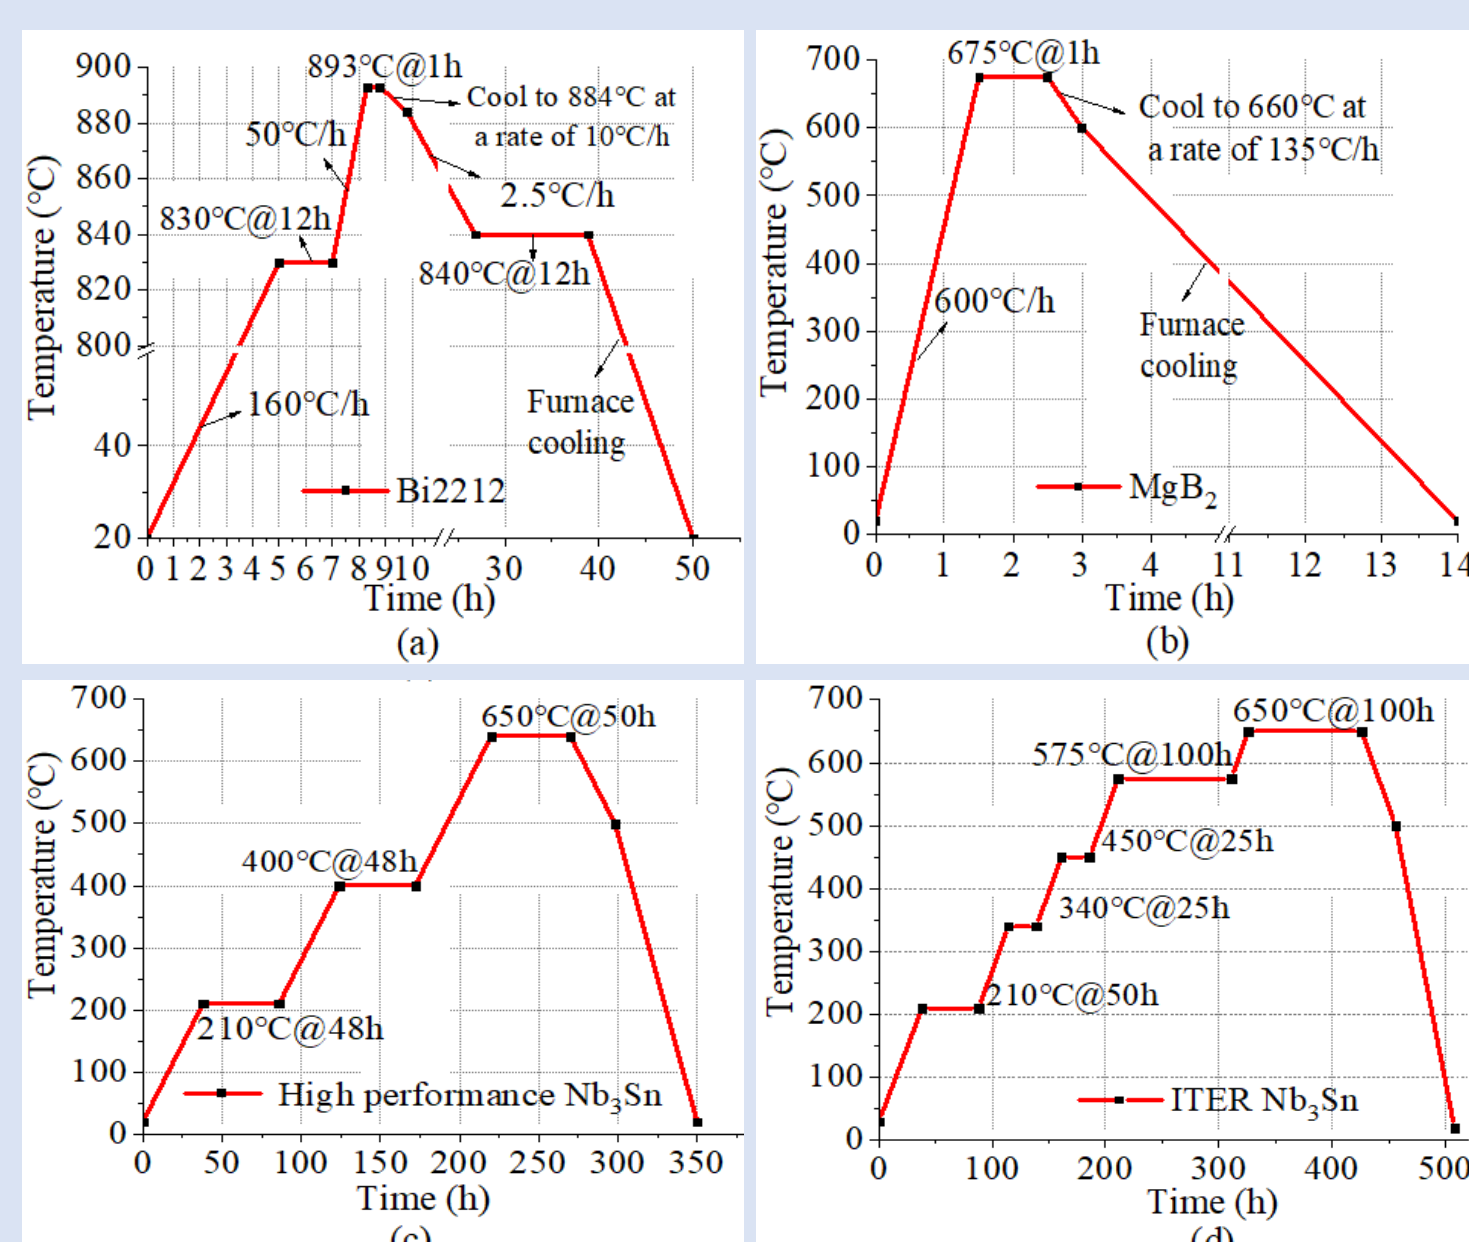 900
880
860
840
820
800
40
20
Temperature (℃)
893℃@1h
Cool to 884℃ at
a rate of 10℃/h
50℃/h
2.5℃/h
830℃@12h
840℃@12h
160℃/h
Furnace
cooling
Bi2212
0 1 2 3 4 5 6 7 8 9 10 30 40 50
Time (h)
(a)
700
600
500
400
300
200
100
0
Temperature (℃)
675℃@1h
Cool to 660℃ at
a rate of 135℃/h
600℃/h
Furnace
cooling
MgB₂
0 1 2 3 4 11 12 13 14
Time (h)
(b)
700
600
500
400
300
200
100
0
Temperature (℃)
650℃@50h
400℃@48h
210℃@48h
High performance Nb₃Sn
0 50 100 150 200 250 300 350
Time (h)
(c)
700
600
500
400
300
200
100
0
Temperature (℃)
650℃@100h
575℃@100h
450℃@25h
340℃@25h
210℃@50h
ITER Nb₃Sn
0 100 200 300 400 500
Time (h)
(d)